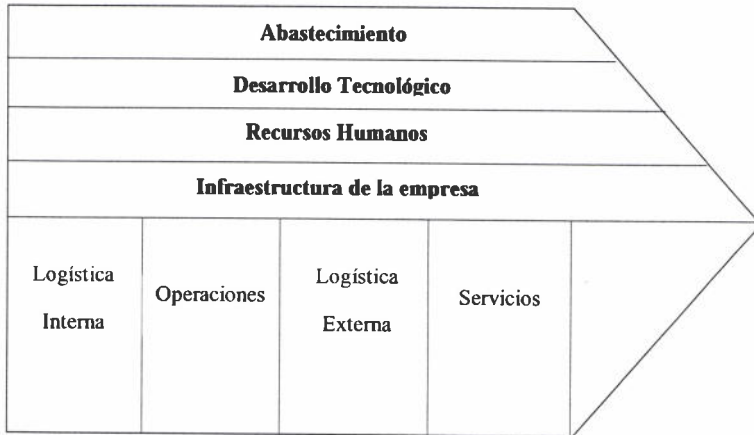 Abastecimiento
Desarrollo Tecnológico
Recursos Humanos
Infraestructura de la empresa
Logística
Interna
Operaciones
Logística
Externa
Servicios